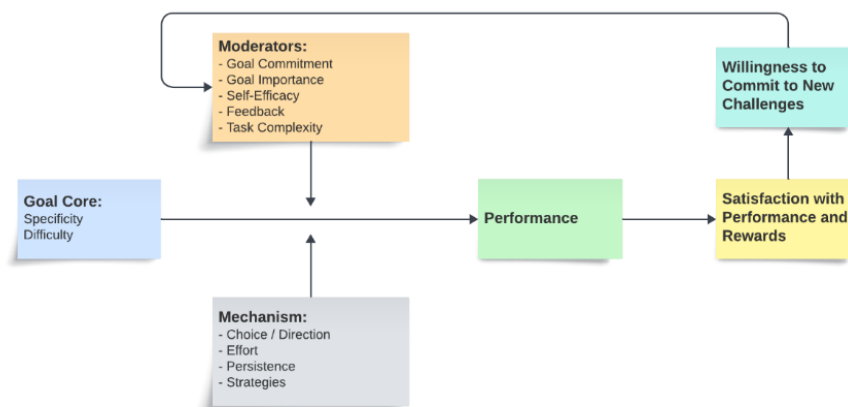 Moderators:
- Goal Commitment
- Goal Importance
- Self-Efficacy
- Feedback
- Task Complexity
Willingness to
Commit to New
Challenges
Goal Core:
Specificity
Difficulty
Performance
Satisfaction with
Performance and
Rewards
Mechanism:
- Choice / Direction
- Effort
- Persistence
- Strategies